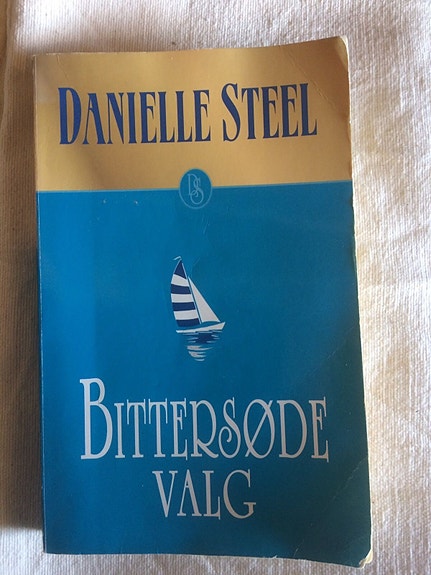 DANIELLE STEEL
DS
BITTERSØDE
VALG